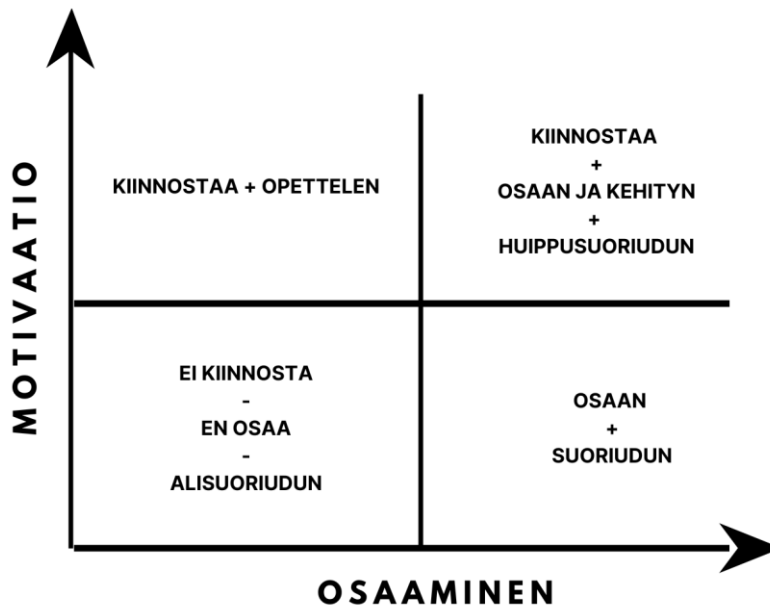 MOTIVAATIO
KIINNOSTAA + OPETTELEN
KIINNOSTAA
+
OSAAN JA KEHITYN
+
HUIPPUSUORIUDUN
EI KIINNOSTA
-
EN OSAA
-
ALISUORIUDUN
OSAAN
+
SUORIUDUN
OSAAMINEN